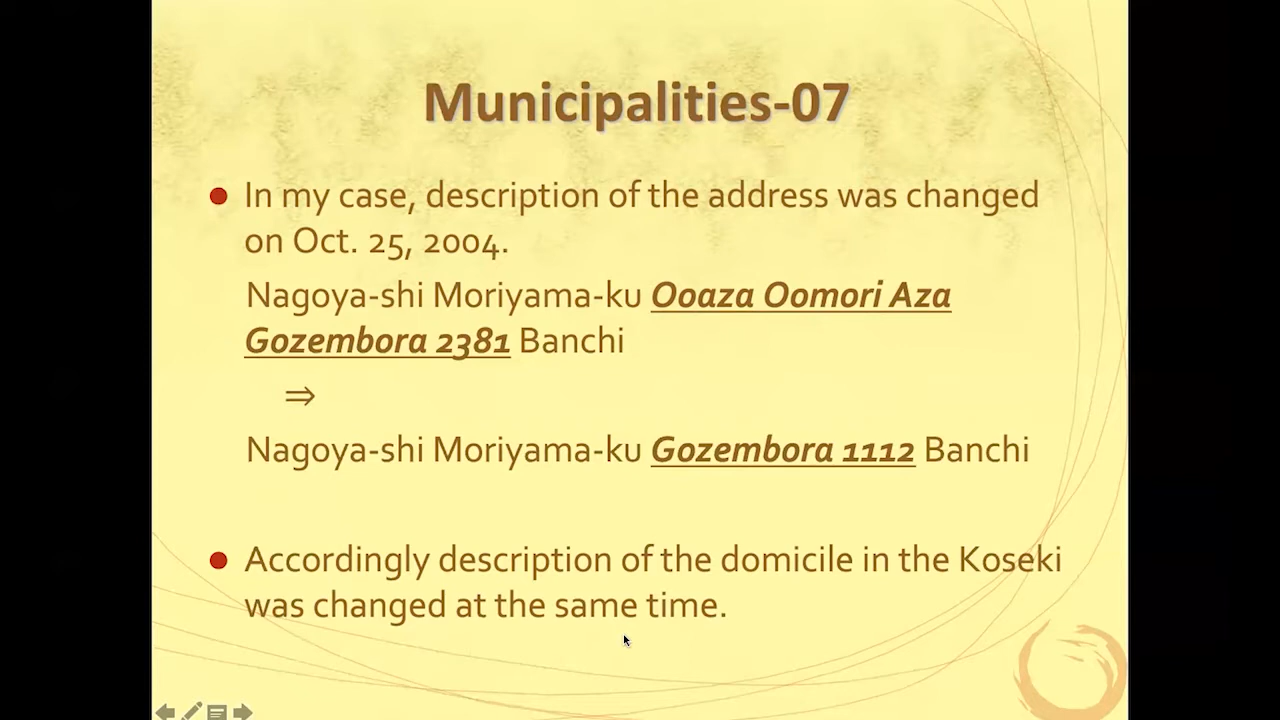 Municipalities-07
In my case, description of the address was changed
on Oct. 25, 2004.
Nagoya-shi Moriyama-ku Ooaza Oomori Aza
Gozembora 2381 Banchi
⇒
Nagoya-shi Moriyama-ku Gozembora 1112 Banchi
Accordingly description of the domicile in the Koseki
was changed at the same time.